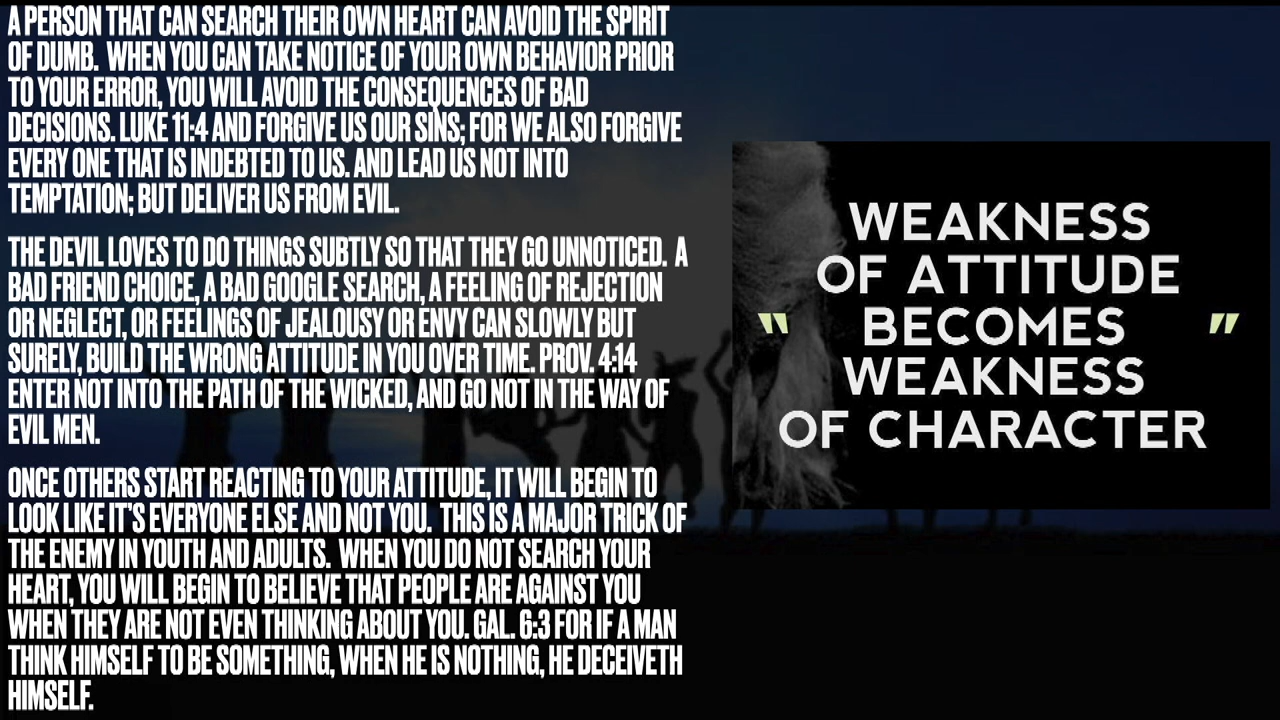 A PERSON THAT CAN SEARCH THEIR OWN HEART CAN AVOID THE SPIRIT
OF DUMB.  WHEN YOU CAN TAKE NOTICE OF YOUR OWN BEHAVIOR PRIOR
TO YOUR ERROR, YOU WILL AVOID THE CONSEQUENCES OF BAD
DECISIONS. LUKE 11:4 AND FORGIVE US OUR SINS; FOR WE ALSO FORGIVE
EVERY ONE THAT IS INDEBTED TO US. AND LEAD US NOT INTO
TEMPTATION; BUT DELIVER US FROM EVIL.
THE DEVIL LOVES TO DO THINGS SUBTLY SO THAT THEY GO UNNOTICED.  A
BAD FRIEND CHOICE, A BAD GOOGLE SEARCH, A FEELING OF REJECTION
OR NEGLECT, OR FEELINGS OF JEALOUSY OR ENVY CAN SLOWLY BUT
SURELY, BUILD THE WRONG ATTITUDE IN YOU OVER TIME. PROV. 4:14
ENTER NOT INTO THE PATH OF THE WICKED, AND GO NOT IN THE WAY OF
EVIL MEN.
ONCE OTHERS START REACTING TO YOUR ATTITUDE, IT WILL BEGIN TO
LOOK LIKE IT'S EVERYONE ELSE AND NOT YOU.  THIS IS A MAJOR TRICK OF
THE ENEMY IN YOUTH AND ADULTS.  WHEN YOU DO NOT SEARCH YOUR
HEART, YOU WILL BEGIN TO BELIEVE THAT PEOPLE ARE AGAINST YOU
WHEN THEY ARE NOT EVEN THINKING ABOUT YOU. GAL. 6:3 FOR IF A MAN
THINK HIMSELF TO BE SOMETHING, WHEN HE IS NOTHING, HE DECEIVETH
HIMSELF.
WEAKNESS
OF ATTITUDE
" BECOMES "
WEAKNESS
OF CHARACTER